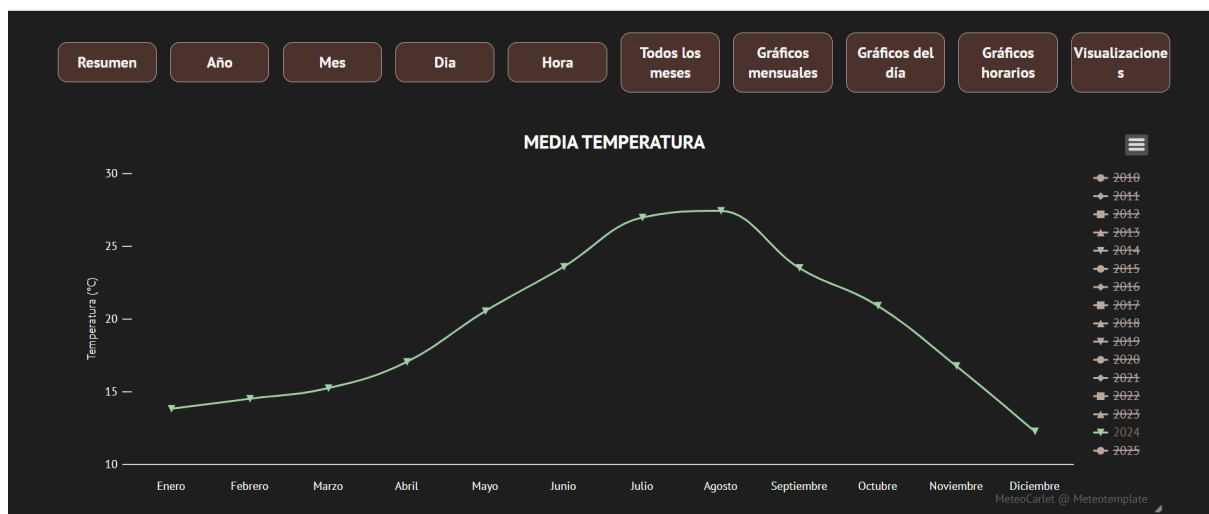 Resumen
Año
Mes
Dia
Hora
Todos los
meses
Gráficos
mensuales
Gráficos del
día
Gráficos
horarios
Visualizacione
s
MEDIA TEMPERATURA
Temperatura (°C)
30
25
20
15
10
Enero
Febrero
Marzo
Abril
Mayo
Junio
Julio
Agosto
Septiembre
Octubre
Noviembre
Diciembre
2010
2011
2012
2013
2014
2015
2016
2017
2018
2019
2020
2021
2022
2023
2024
2025
MeteoCarlet @ Meteotemplate